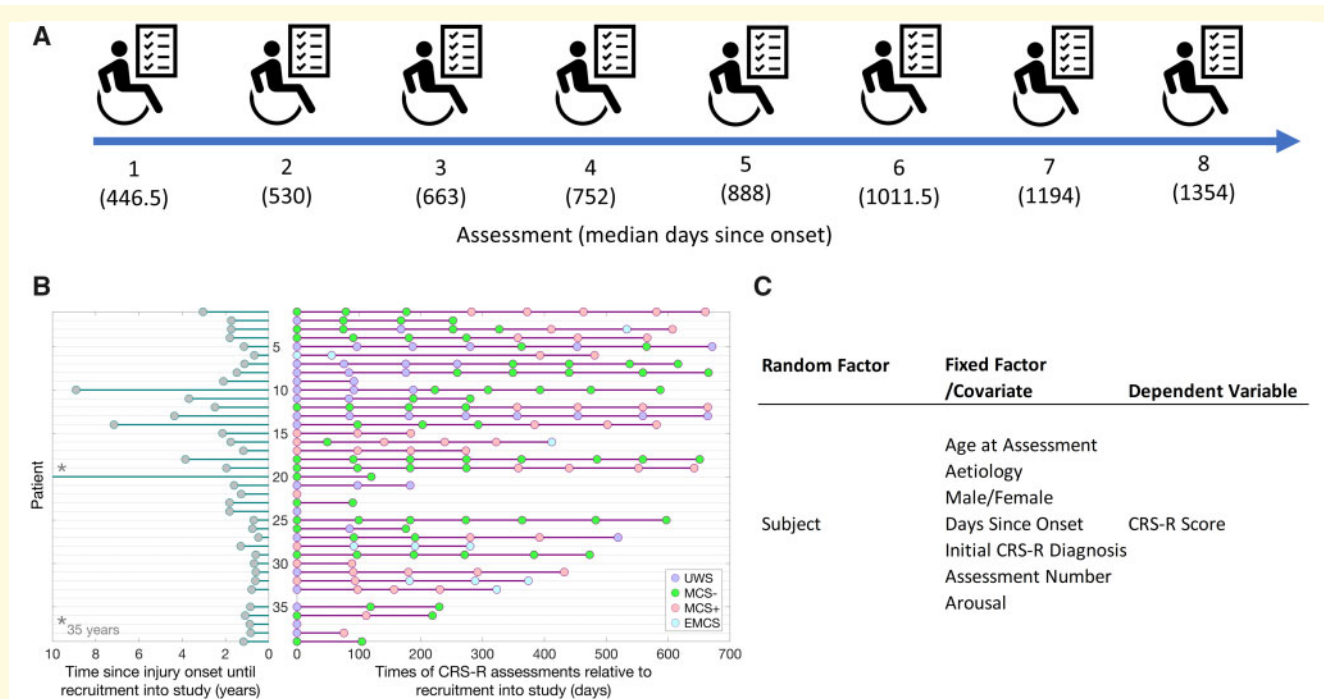 A
1 2 3 4 5 6 7 8
(446.5) (530) (663) (752) (888) (1011.5) (1194) (1354)
Assessment (median days since onset)
B
Patient
5
10
15
*
20
25
30
35
*35 years
UWS
MCS-
MCS+
EMCS
10 8 6 4 2 0
0 100 200 300 400 500 600 700
Time since injury onset until
recruitment into study (years)
Times of CRS-R assessments relative to
recruitment into study (days)
C
Random Factor Fixed Factor
/Covariate Dependent Variable
Age at Assessment
Aetiology
Male/Female
Subject Days Since Onset CRS-R Score
Initial CRS-R Diagnosis
Assessment Number
Arousal